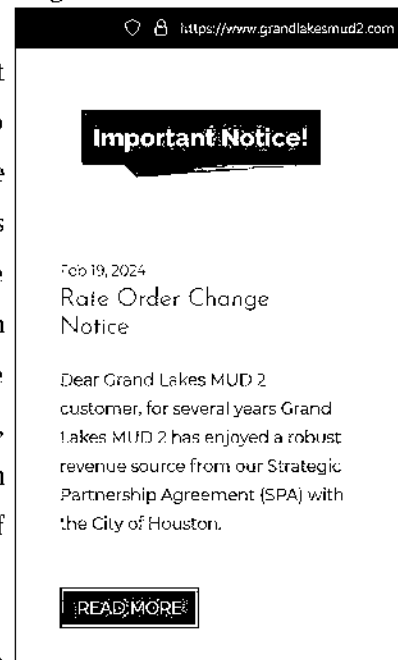 https://www.grandlakesmud2.com
Important Notice!
Feb 19, 2024
Rate Order Change
Notice
Dear Grand Lakes MUD 2
customer, for several years Grand
Lakes MUD 2 has enjoyed a robust
revenue source from our Strategic
Partnership Agreement (SPA) with
the City of Houston.
READ MORE